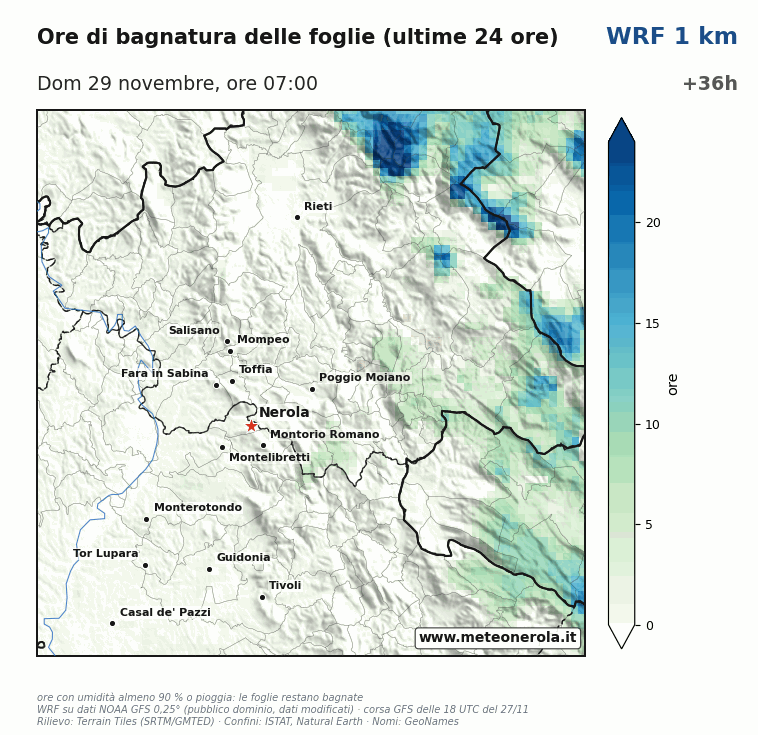 Ore di bagnatura delle foglie (ultime 24 ore)
WRF 1 km
Dom 29 novembre, ore 07:00
+36h
Rieti
Salisano
Mompeo
Fara in Sabina
Toffia
Poggio Moiano
Nerola
Montorio Romano
Montelibretti
Monterotondo
Tor Lupara
Guidonia
Tivoli
Casal de' Pazzi
www.meteonerola.it
20
15
10
5
0
ore
ore con umidità almeno 90 % o pioggia: le foglie restano bagnate
WRF su dati NOAA GFS 0,25° (pubblico dominio, dati modificati) · corsa GFS delle 18 UTC del 27/11
Rilievo: Terrain Tiles (SRTM/GMTED) · Confini: ISTAT, Natural Earth · Nomi: GeoNames